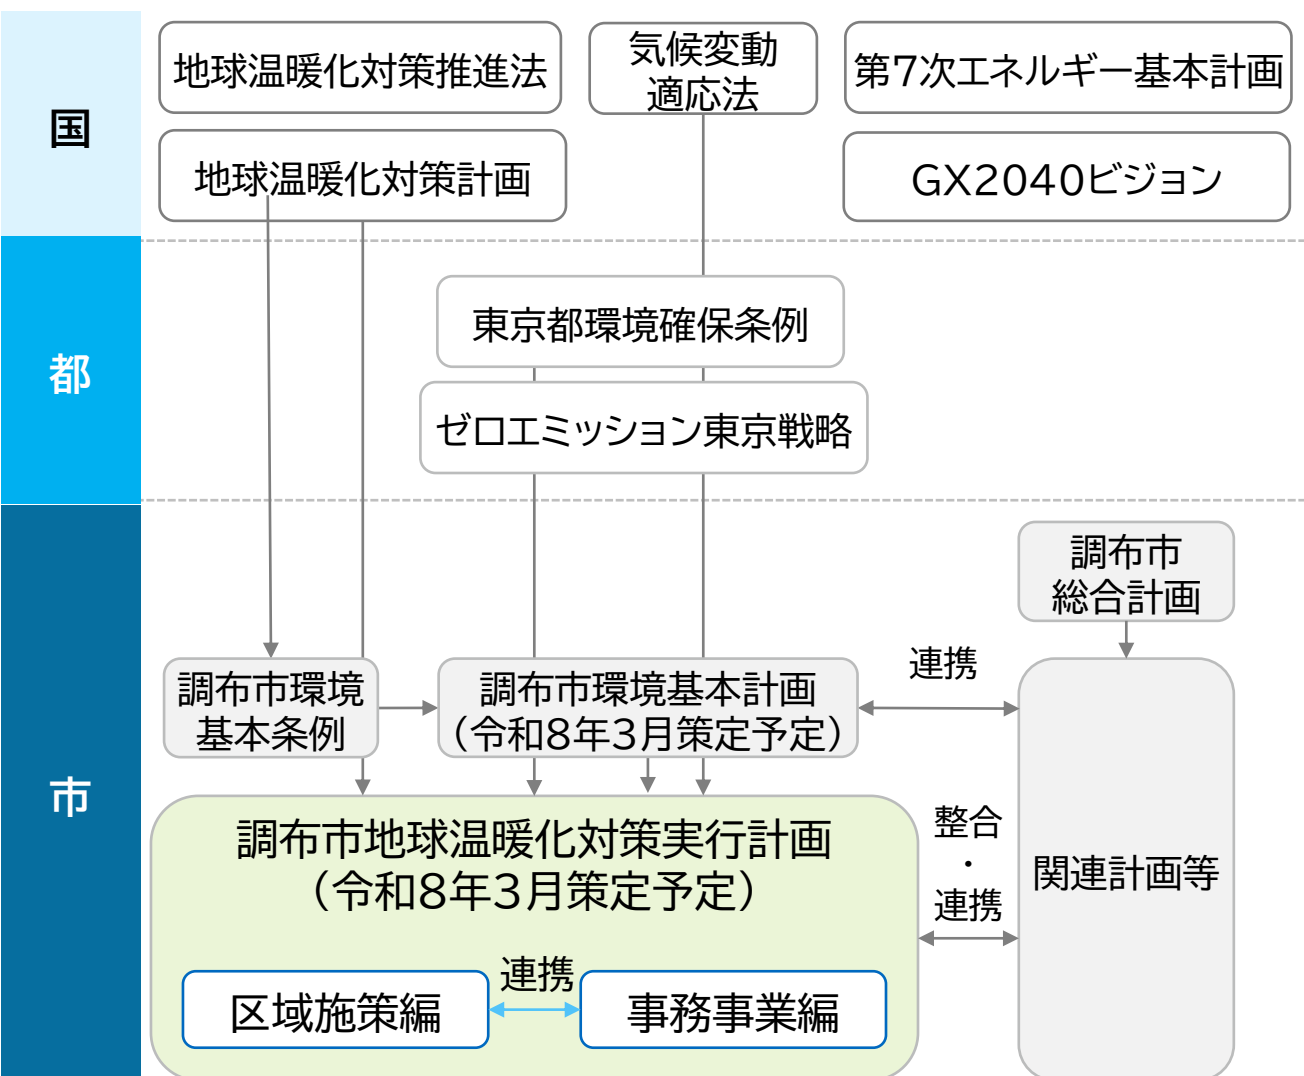 国
地球温暖化対策推進法
気候変動
適応法
第7次エネルギー基本計画
地球温暖化対策計画
GX2040ビジョン
都
東京都環境確保条例
ゼロエミッション東京戦略
市
調布市
総合計画
調布市環境
基本条例
調布市環境基本計画
（令和8年3月策定予定）
連携
調布市地球温暖化対策実行計画
（令和8年3月策定予定）
整合
・
連携
関連計画等
区域施策編
連携
事務事業編